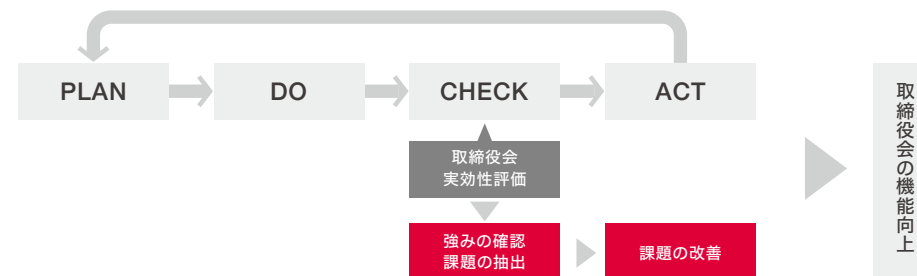 PLAN
DO
CHECK
ACT
取締役会
実効性評価
強みの確認
課題の抽出
課題の改善
取締役会の機能向上